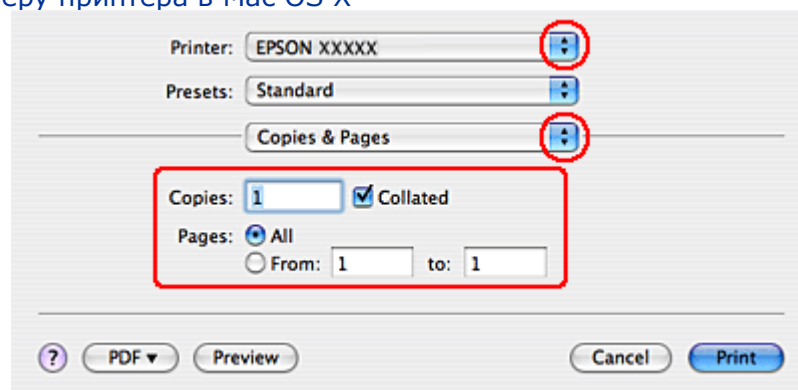 еру принтера в Mac OS X
Printer: EPSON XXXXX
Presets: Standard
Copies & Pages
Copies: 1 Collated
Pages: All
From: 1 to: 1
? PDF Preview Cancel Print